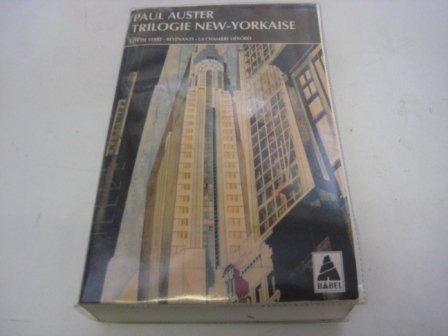 PAUL AUSTER
TRILOGIE NEW-YORKAISE
CITÉ DE VERRE - REVENANTS - LA CHAMBRE DÉROBÉE
BABEL